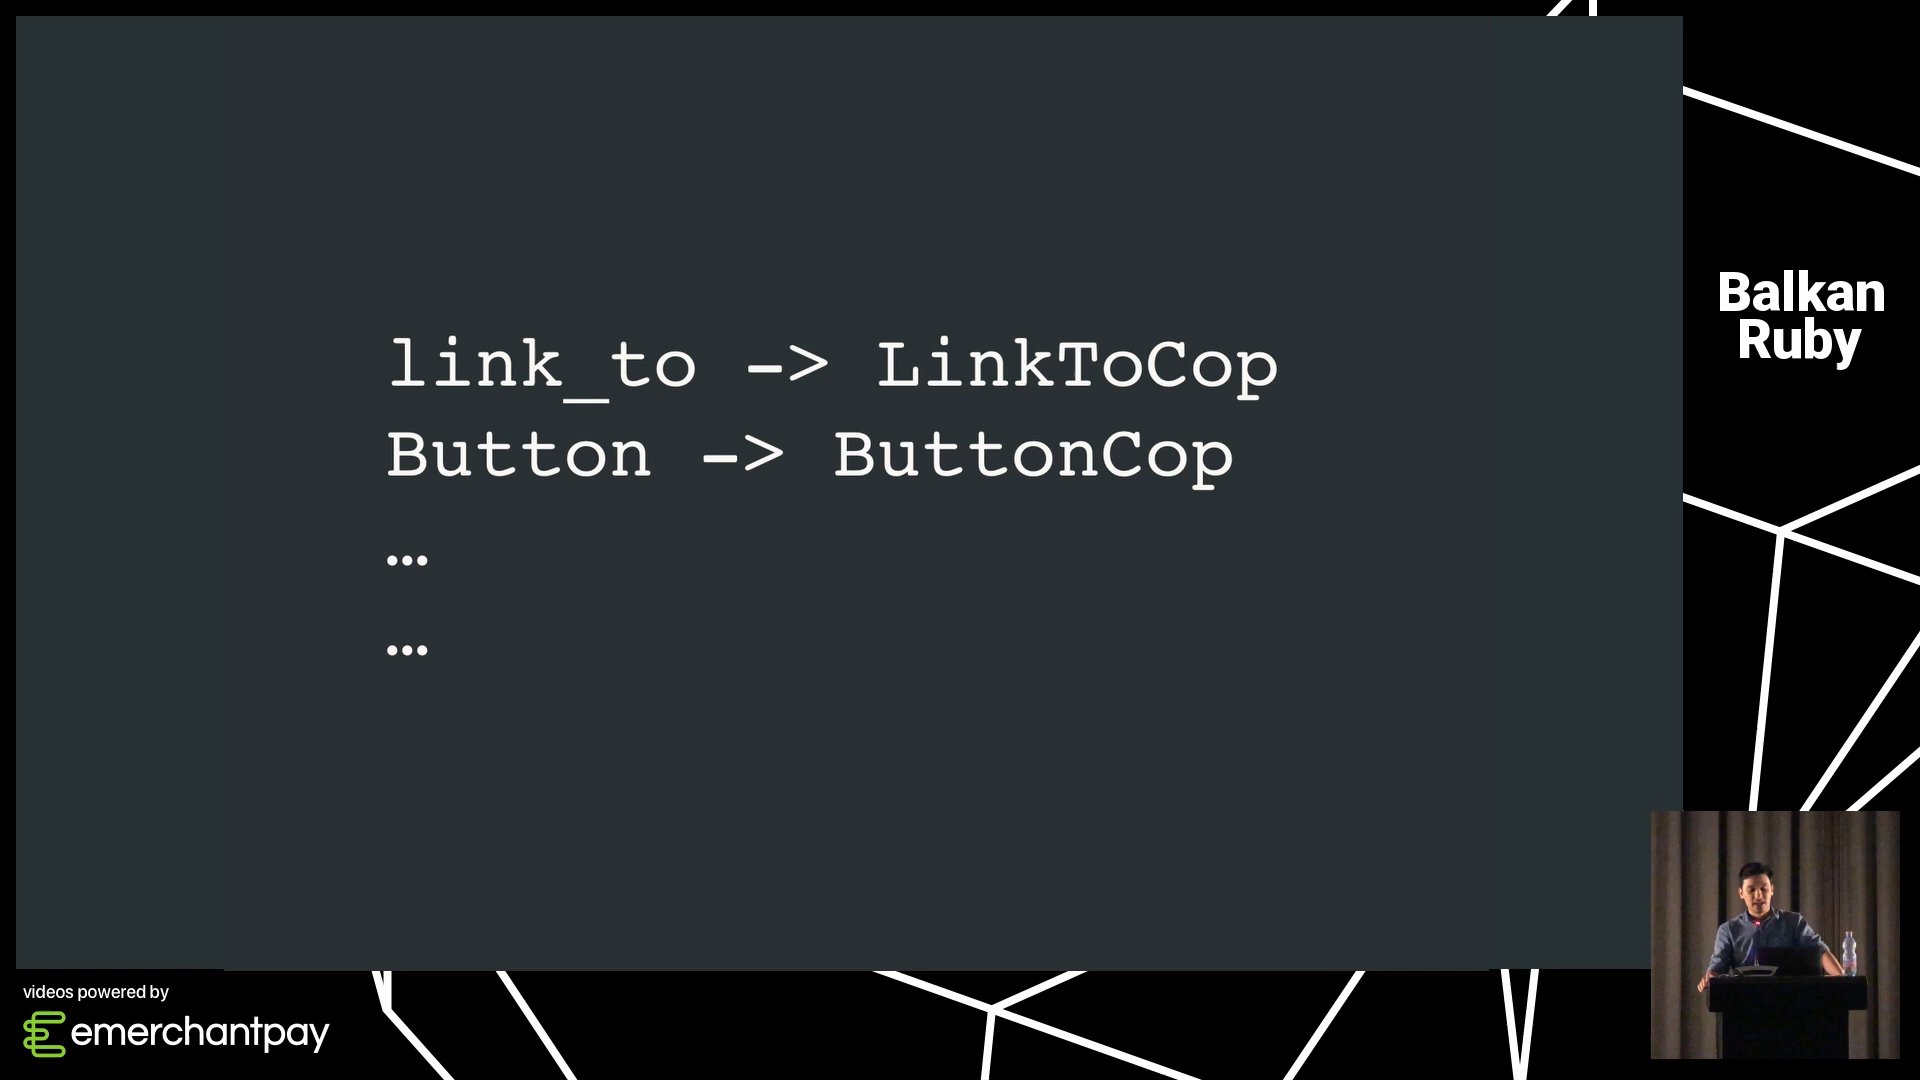 link_to -> LinkToCop
Button -> ButtonCop
…
…
Balkan
Ruby
videos powered by
emerchantpay